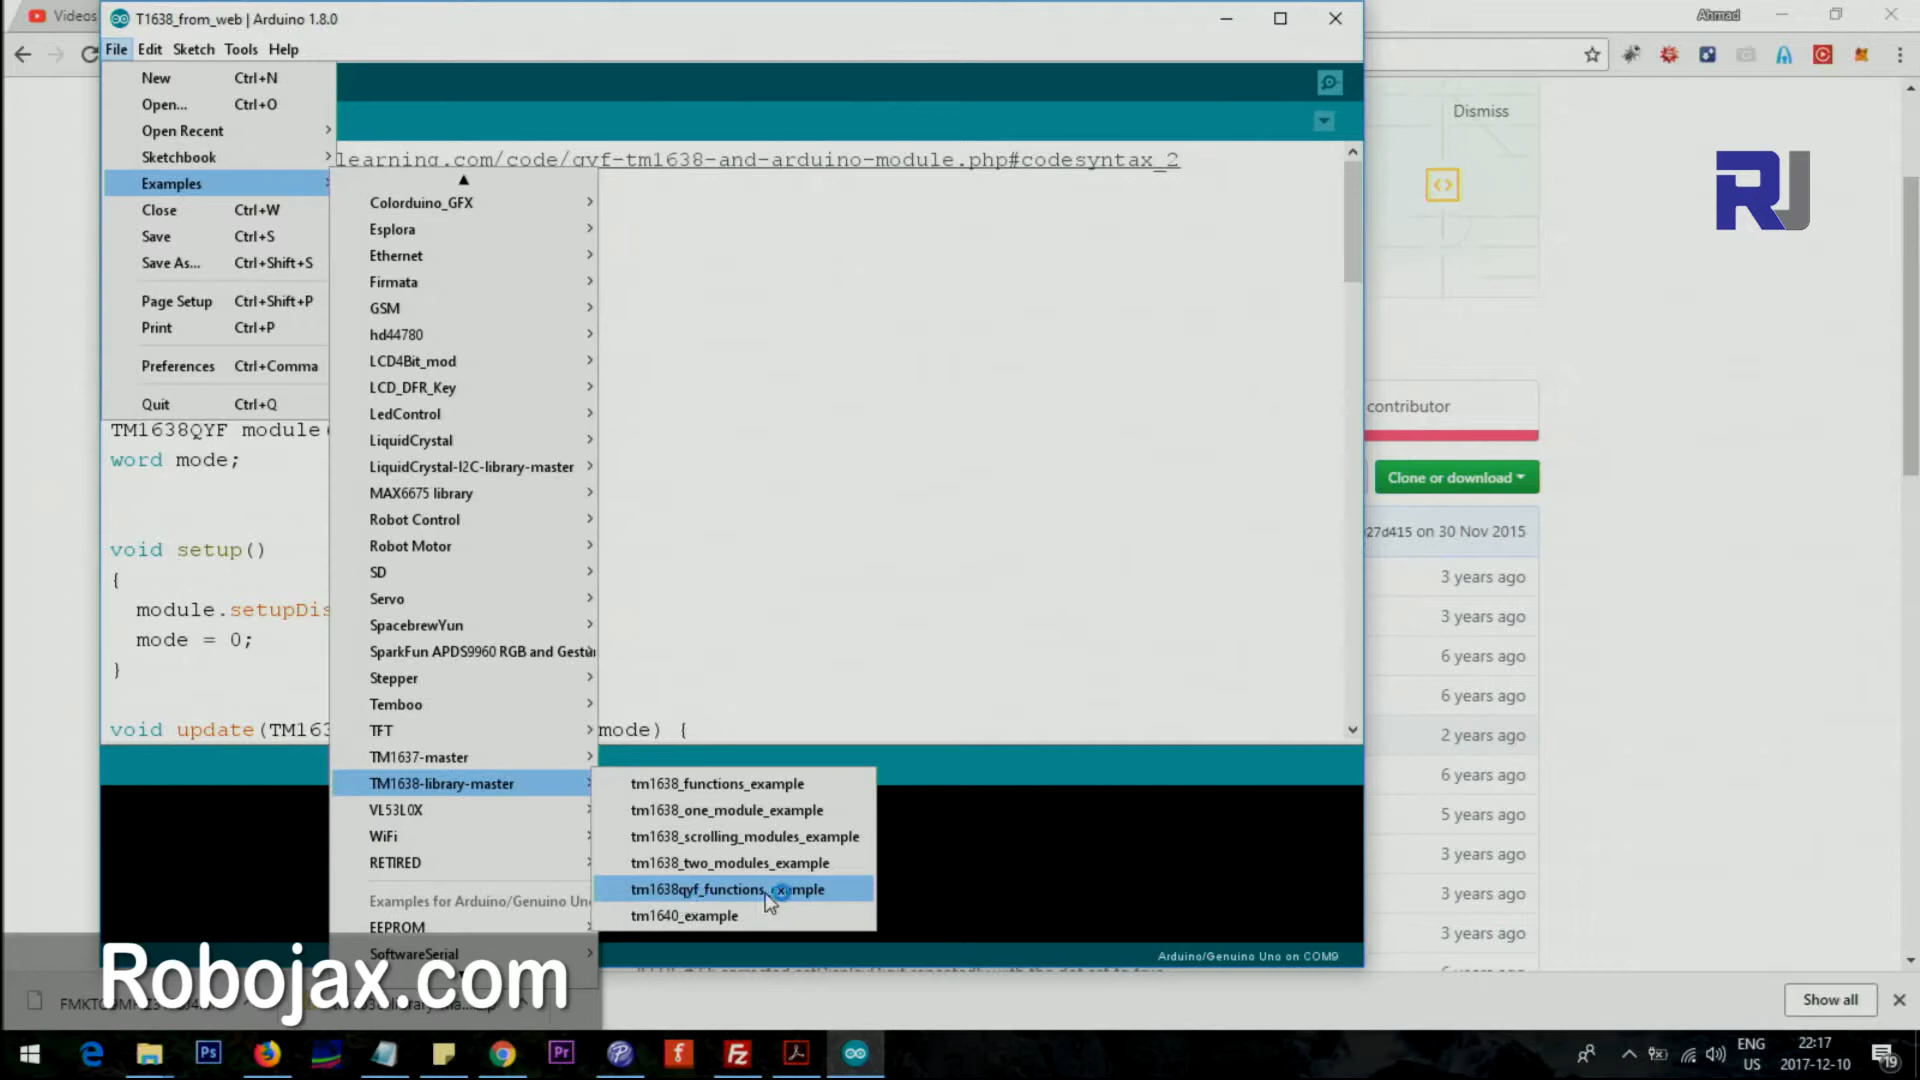 Videos
T1638_from_web | Arduino 1.8.0
Ahmad
File Edit Sketch Tools Help
New Ctrl+N
Open... Ctrl+O
Open Recent
Sketchbook
Examples
Close Ctrl+W
Save Ctrl+S
Save As... Ctrl+Shift+S
Page Setup Ctrl+Shift+P
Print Ctrl+P
Preferences Ctrl+Comma
Quit Ctrl+Q
learning.com/code/qyf-tm1638-and-arduino-module.php#codesyntax_2
Colorduino_GFX
Esplora
Ethernet
Firmata
GSM
hd44780
LCD4Bit_mod
LCD_DFR_Key
LedControl
LiquidCrystal
LiquidCrystal-I2C-library-master
MAX6675 library
Robot Control
Robot Motor
SD
Servo
SpacebrewYun
SparkFun APDS9960 RGB and Gestu
Stepper
Temboo
TFT
TM1637-master
TM1638-library-master
VL53L0X
WiFi
RETIRED
Examples for Arduino/Genuino Un
EEPROM
SoftwareSerial
tm1638_functions_example
tm1638_one_module_example
tm1638_scrolling_modules_example
tm1638_two_modules_example
tm1638qyf_functions_example
tm1640_example
TM1638QYF module(
word mode;
void setup()
{
module.setupDis
mode = 0;
}
void update(TM163 mode) {
Arduino/Genuino Uno on COM9
Dismiss
RJ
contributor
Clone or download
27d415 on 30 Nov 2015
3 years ago
3 years ago
6 years ago
6 years ago
2 years ago
6 years ago
5 years ago
3 years ago
3 years ago
3 years ago
Robojax.com
Show all
ENG
US
22:17
2017-12-10
19